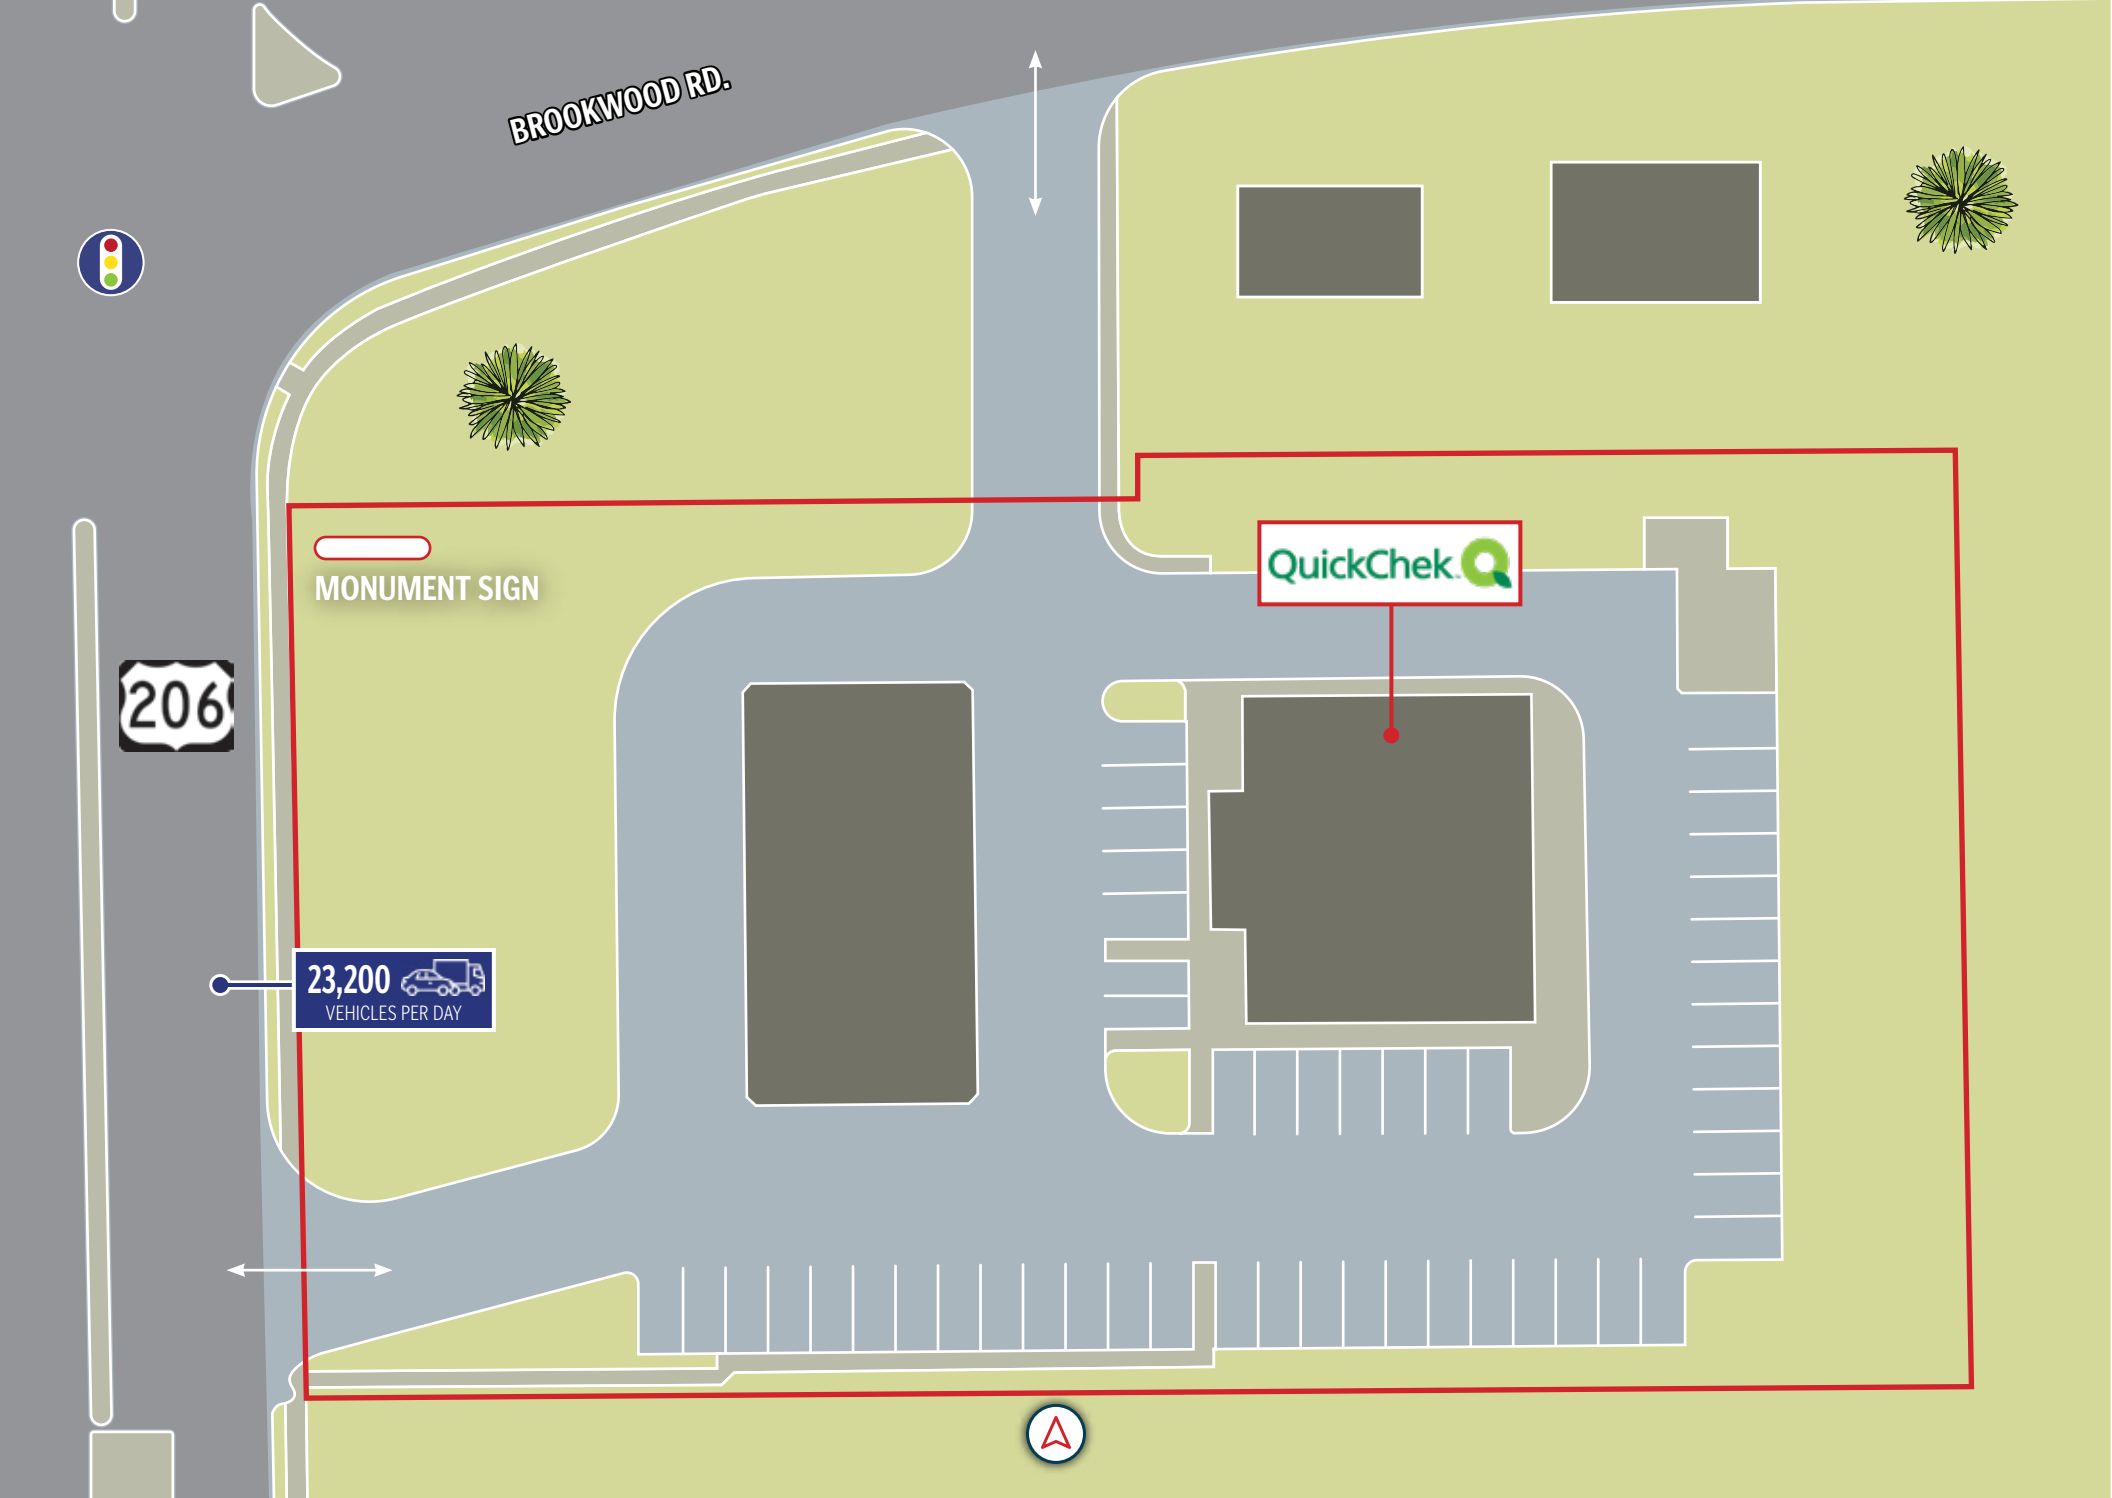 BROOKWOOD RD.
QuickChek
MONUMENT SIGN
206
23,200
VEHICLES PER DAY